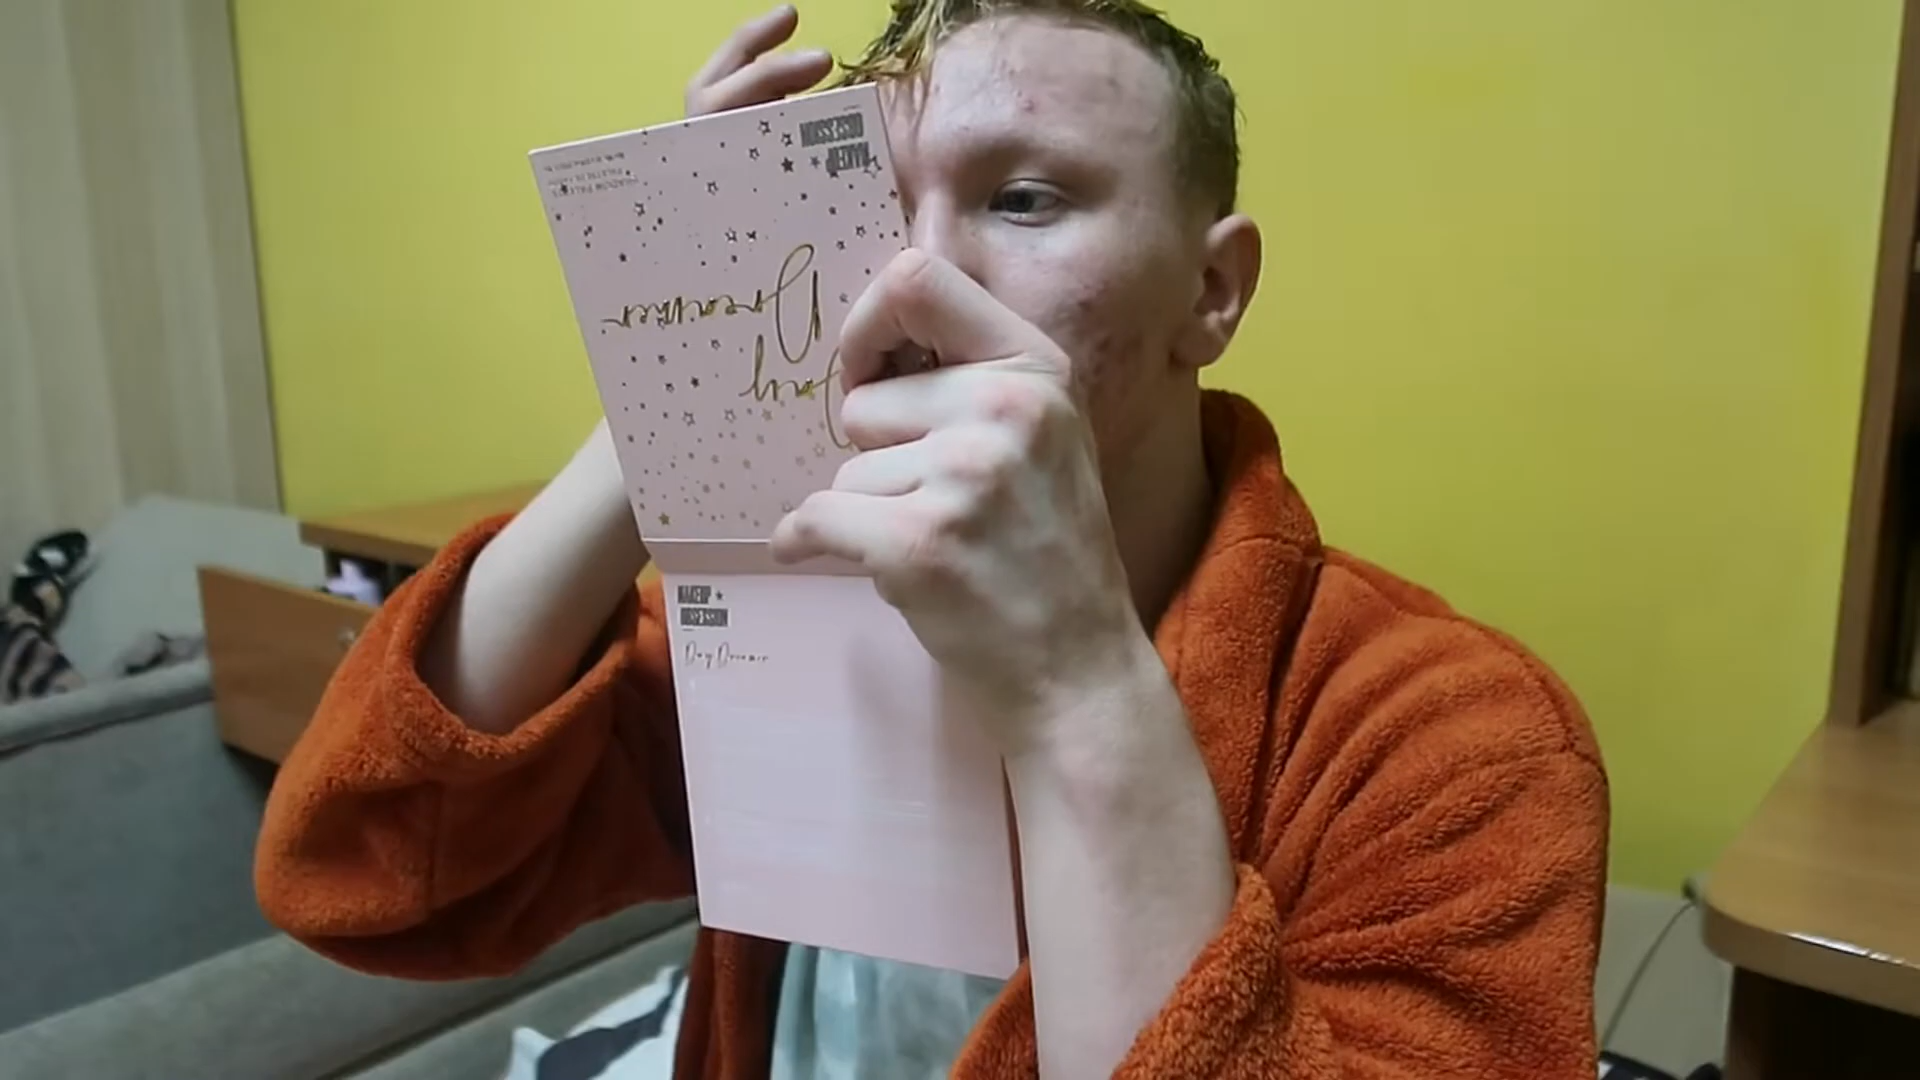 MAKEUP
OBSESSION
Day
Dreamer
MAKEUP
OBSESSION
Day Dreamer